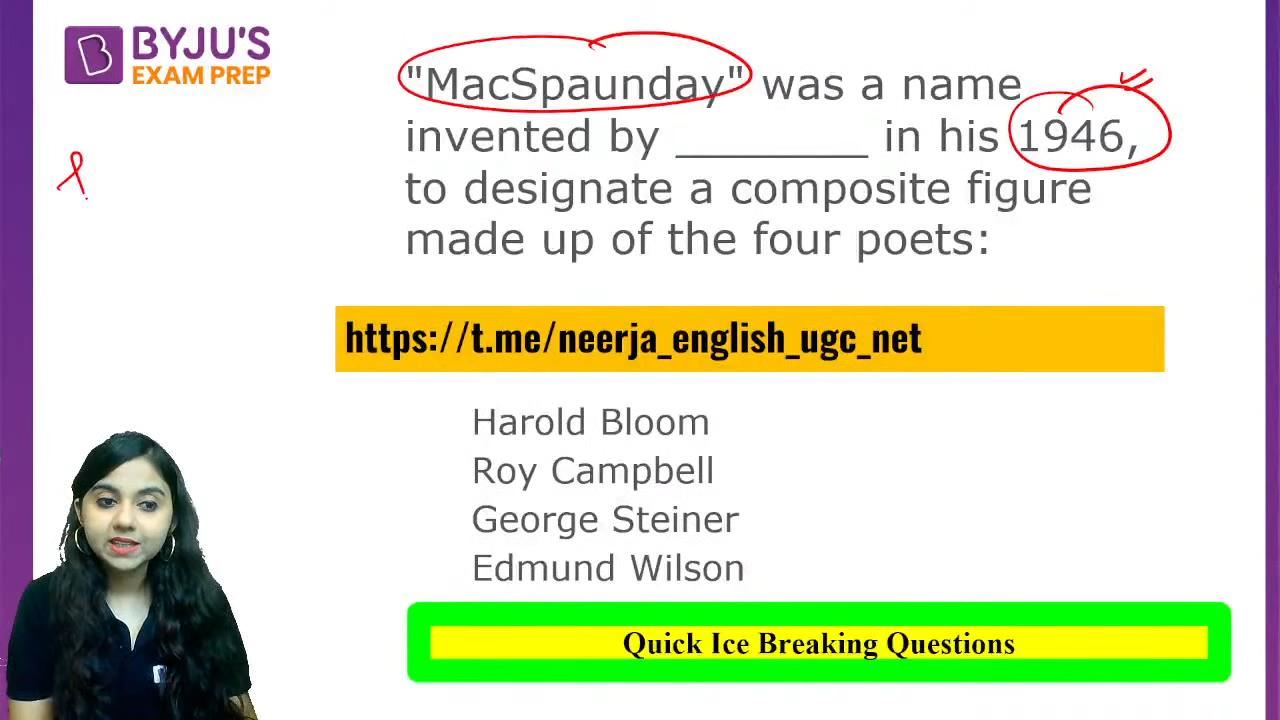 BYJU'S
EXAM PREP
"MacSpaunday" was a name
invented by ________ in his 1946,
to designate a composite figure
made up of the four poets:
https://t.me/neerja_english_ugc_net
Harold Bloom
Roy Campbell
George Steiner
Edmund Wilson
Quick Ice Breaking Questions